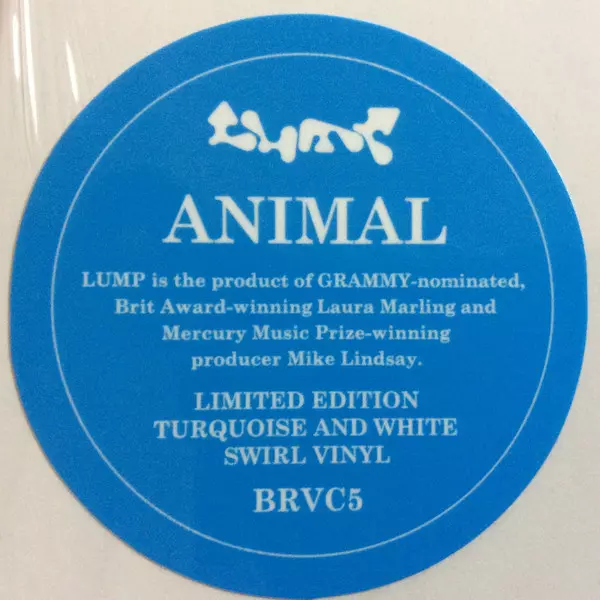 LUMP
ANIMAL
LUMP is the product of GRAMMY-nominated,
Brit Award-winning Laura Marling and
Mercury Music Prize-winning
producer Mike Lindsay.
LIMITED EDITION
TURQUOISE AND WHITE
SWIRL VINYL
BRVC5